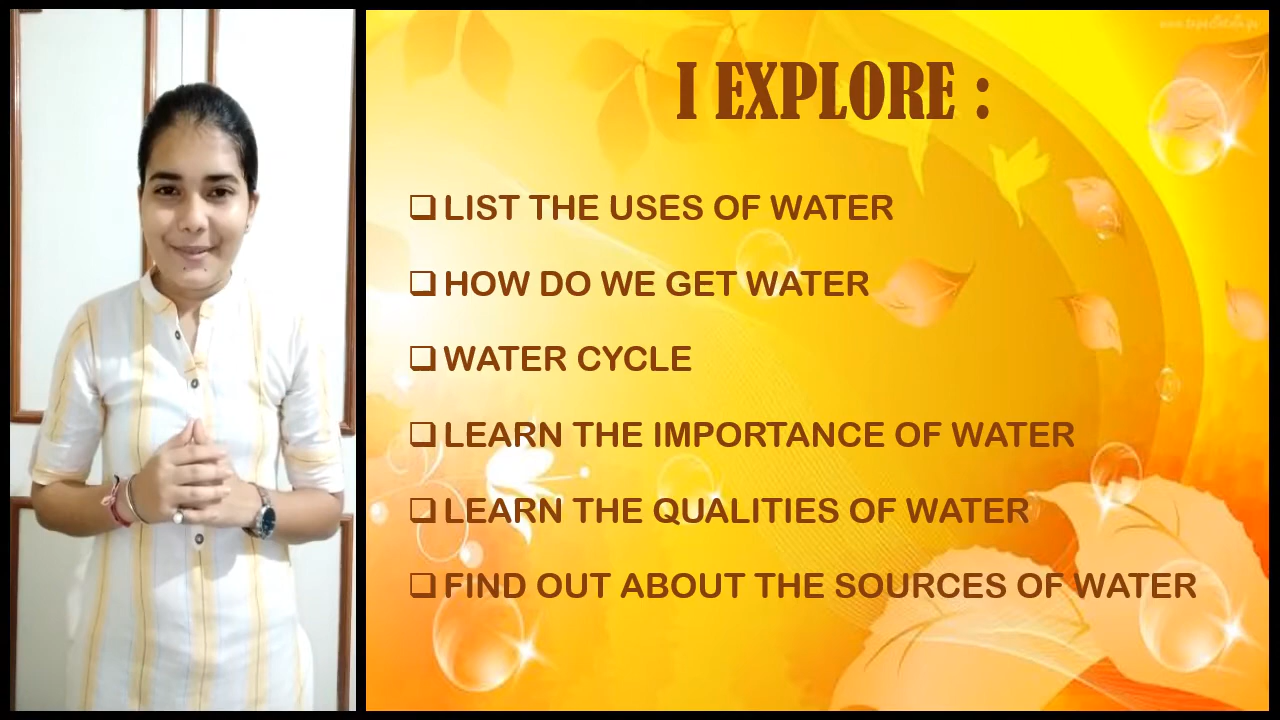 I EXPLORE :
❑ LIST THE USES OF WATER
❑ HOW DO WE GET WATER
❑ WATER CYCLE
❑ LEARN THE IMPORTANCE OF WATER
❑ LEARN THE QUALITIES OF WATER
❑ FIND OUT ABOUT THE SOURCES OF WATER